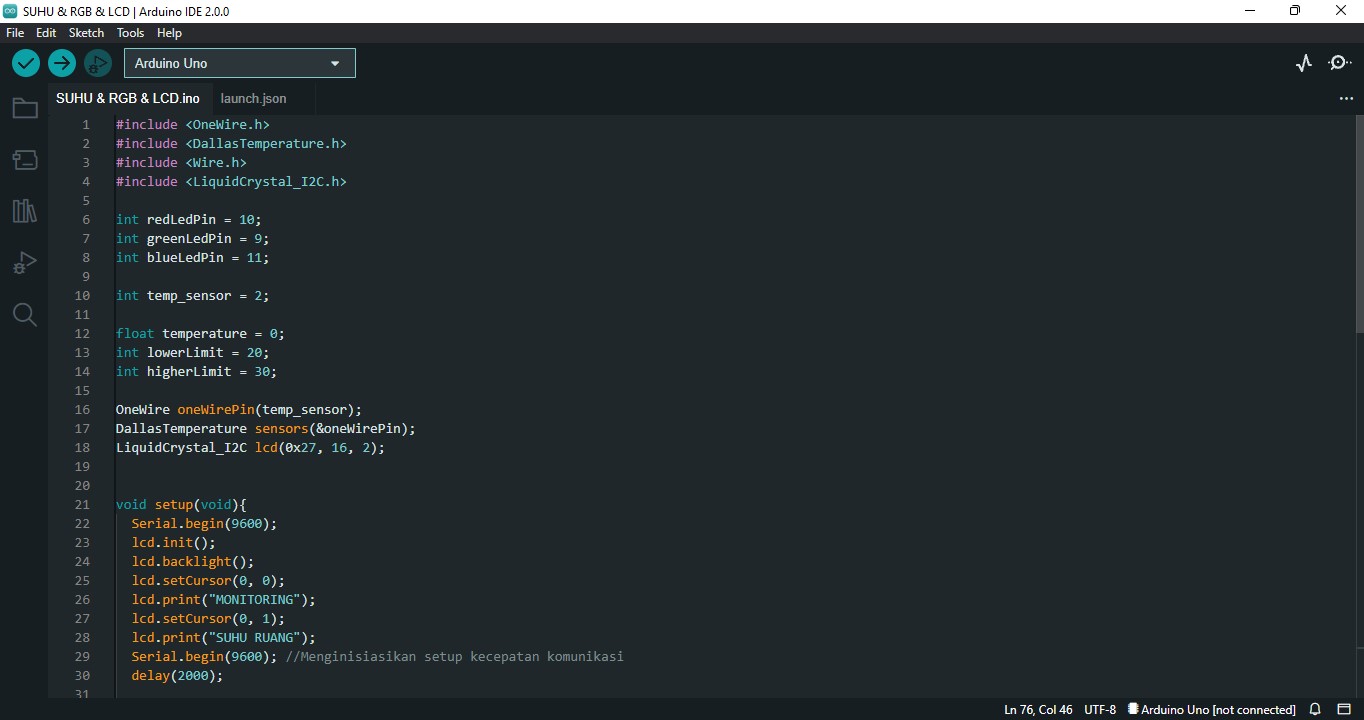 SUHU & RGB & LCD | Arduino IDE 2.0.0
File Edit Sketch Tools Help
Arduino Uno
SUHU & RGB & LCD.ino launch.json
1 #include <OneWire.h>
2 #include <DallasTemperature.h>
3 #include <Wire.h>
4 #include <LiquidCrystal_I2C.h>
5
6 int redLedPin = 10;
7 int greenLedPin = 9;
8 int blueLedPin = 11;
9
10 int temp_sensor = 2;
11
12 float temperature = 0;
13 int lowerLimit = 20;
14 int higherLimit = 30;
15
16 OneWire oneWirePin(temp_sensor);
17 DallasTemperature sensors(&oneWirePin);
18 LiquidCrystal_I2C lcd(0x27, 16, 2);
19
20
21 void setup(void){
22 Serial.begin(9600);
23 lcd.init();
24 lcd.backlight();
25 lcd.setCursor(0, 0);
26 lcd.print("MONITORING");
27 lcd.setCursor(0, 1);
28 lcd.print("SUHU RUANG");
29 Serial.begin(9600); //Menginisiasikan setup kecepatan komunikasi
30 delay(2000);
31
Ln 76, Col 46 UTF-8 Arduino Uno [not connected]